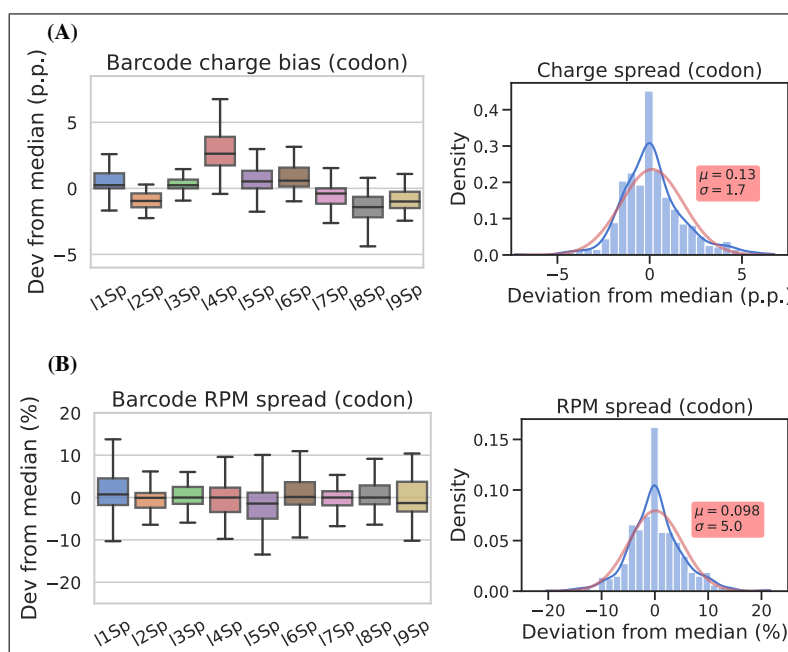 (A)
Barcode charge bias (codon)
Dev from median (p.p.)
5
0
−5
l1Sp l2Sp l3Sp l4Sp l5Sp l6Sp l7Sp l8Sp l9Sp
Charge spread (codon)
Density
0.4
0.3
0.2
0.1
0.0
μ = 0.13
σ = 1.7
−5 0 5
Deviation from median (p.p.)
(B)
Barcode RPM spread (codon)
Dev from median (%)
20
10
0
−10
−20
l1Sp l2Sp l3Sp l4Sp l5Sp l6Sp l7Sp l8Sp l9Sp
RPM spread (codon)
Density
0.15
0.10
0.05
0.00
μ = 0.098
σ = 5.0
−20 −10 0 10 20
Deviation from median (%)